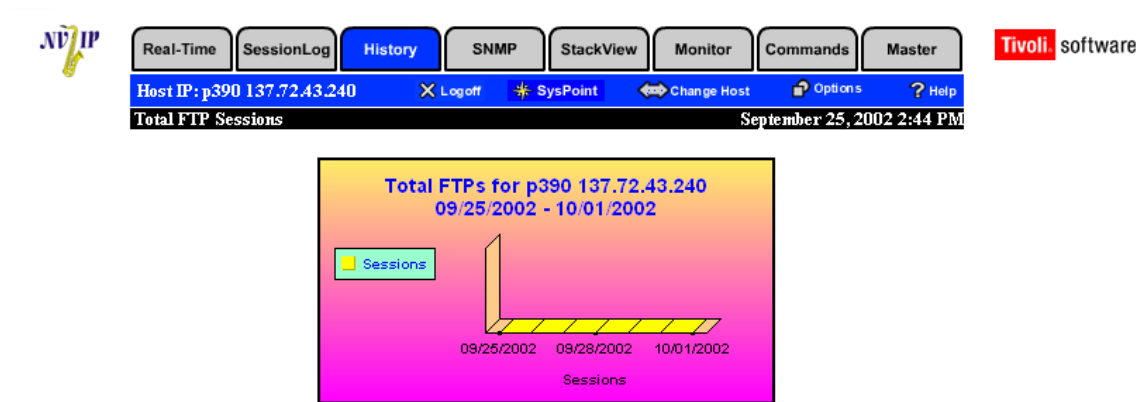 NV IP
Real-Time SessionLog History SNMP StackView Monitor Commands Master
Tivoli. software
Host IP: p390 137.72.43.240 Logoff SysPoint Change Host Options ? Help
Total FTP Sessions September 25, 2002 2:44 PM
Total FTPs for p390 137.72.43.240
09/25/2002 - 10/01/2002
Sessions
09/25/2002 09/28/2002 10/01/2002
Sessions